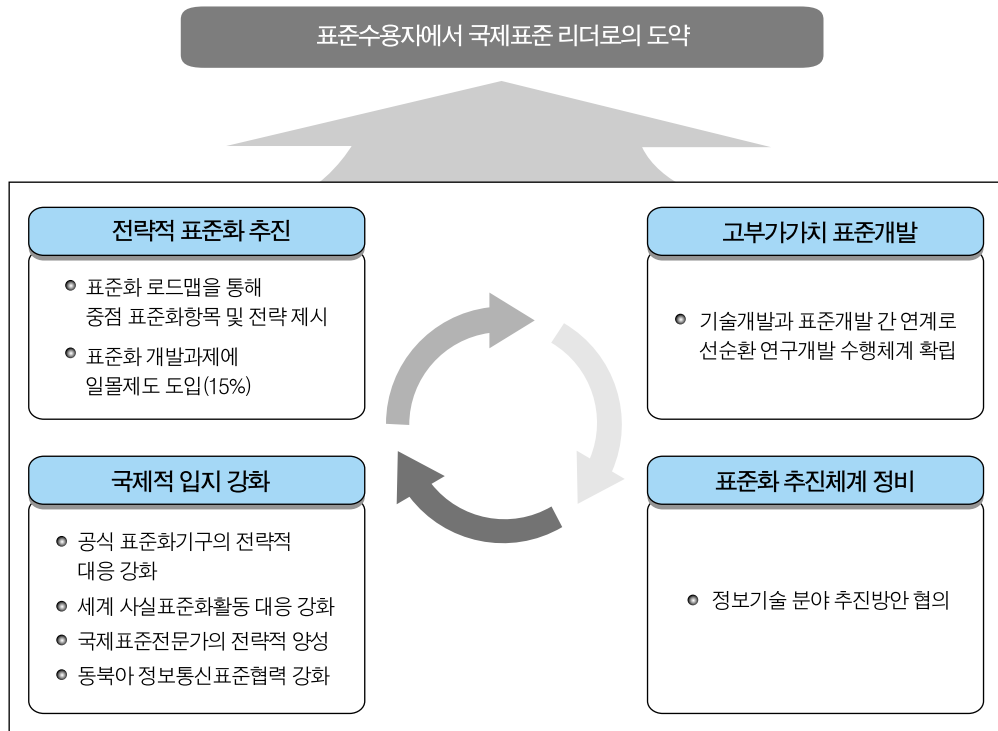 표준수용자에서 국제표준 리더로의 도약
전략적 표준화 추진
표준화 로드맵을 통해
중점 표준화항목 및 전략 제시
표준화 개발과제에
일몰제도 도입(15%)
고부가가치 표준개발
기술개발과 표준개발 간 연계로
선순환 연구개발 수행체계 확립
국제적 입지 강화
공식 표준화기구의 전략적
대응 강화
세계 사실표준화활동 대응 강화
국제표준전문가의 전략적 양성
동북아 정보통신표준협력 강화
표준화 추진체계 정비
정보기술 분야 추진방안 협의